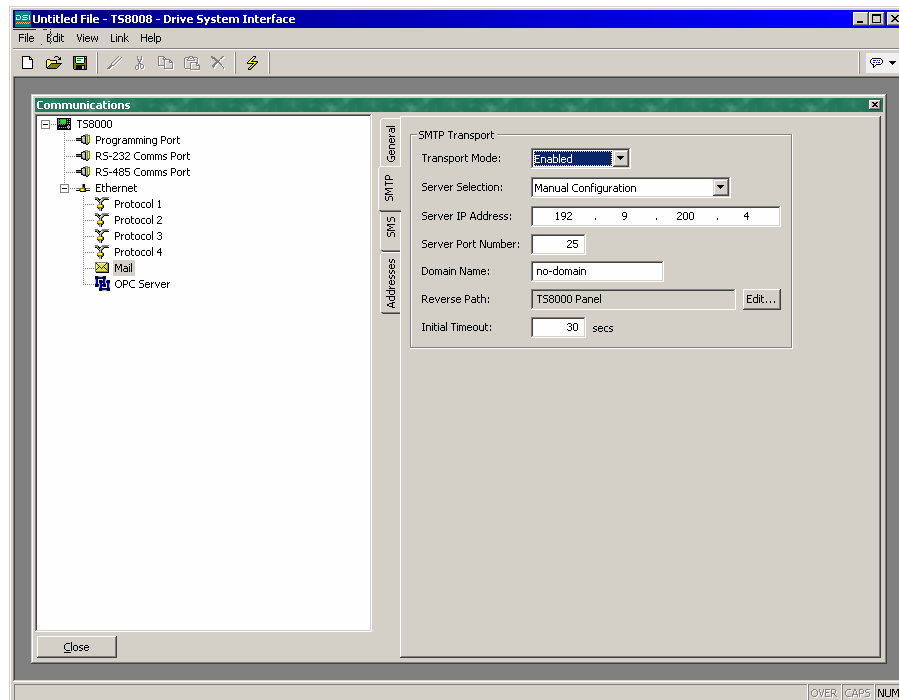 DSI Untitled File - TS8008 - Drive System Interface
File Edit View Link Help
Communications
TS8000
Programming Port
RS-232 Comms Port
RS-485 Comms Port
Ethernet
Protocol 1
Protocol 2
Protocol 3
Protocol 4
Mail
OPC Server
General
SMTP
SMS
Addresses
SMTP Transport
Transport Mode: Enabled
Server Selection: Manual Configuration
Server IP Address: 192 . 9 . 200 . 4
Server Port Number: 25
Domain Name: no-domain
Reverse Path: TS8000 Panel Edit...
Initial Timeout: 30 secs
Close
OVER CAPS NUM